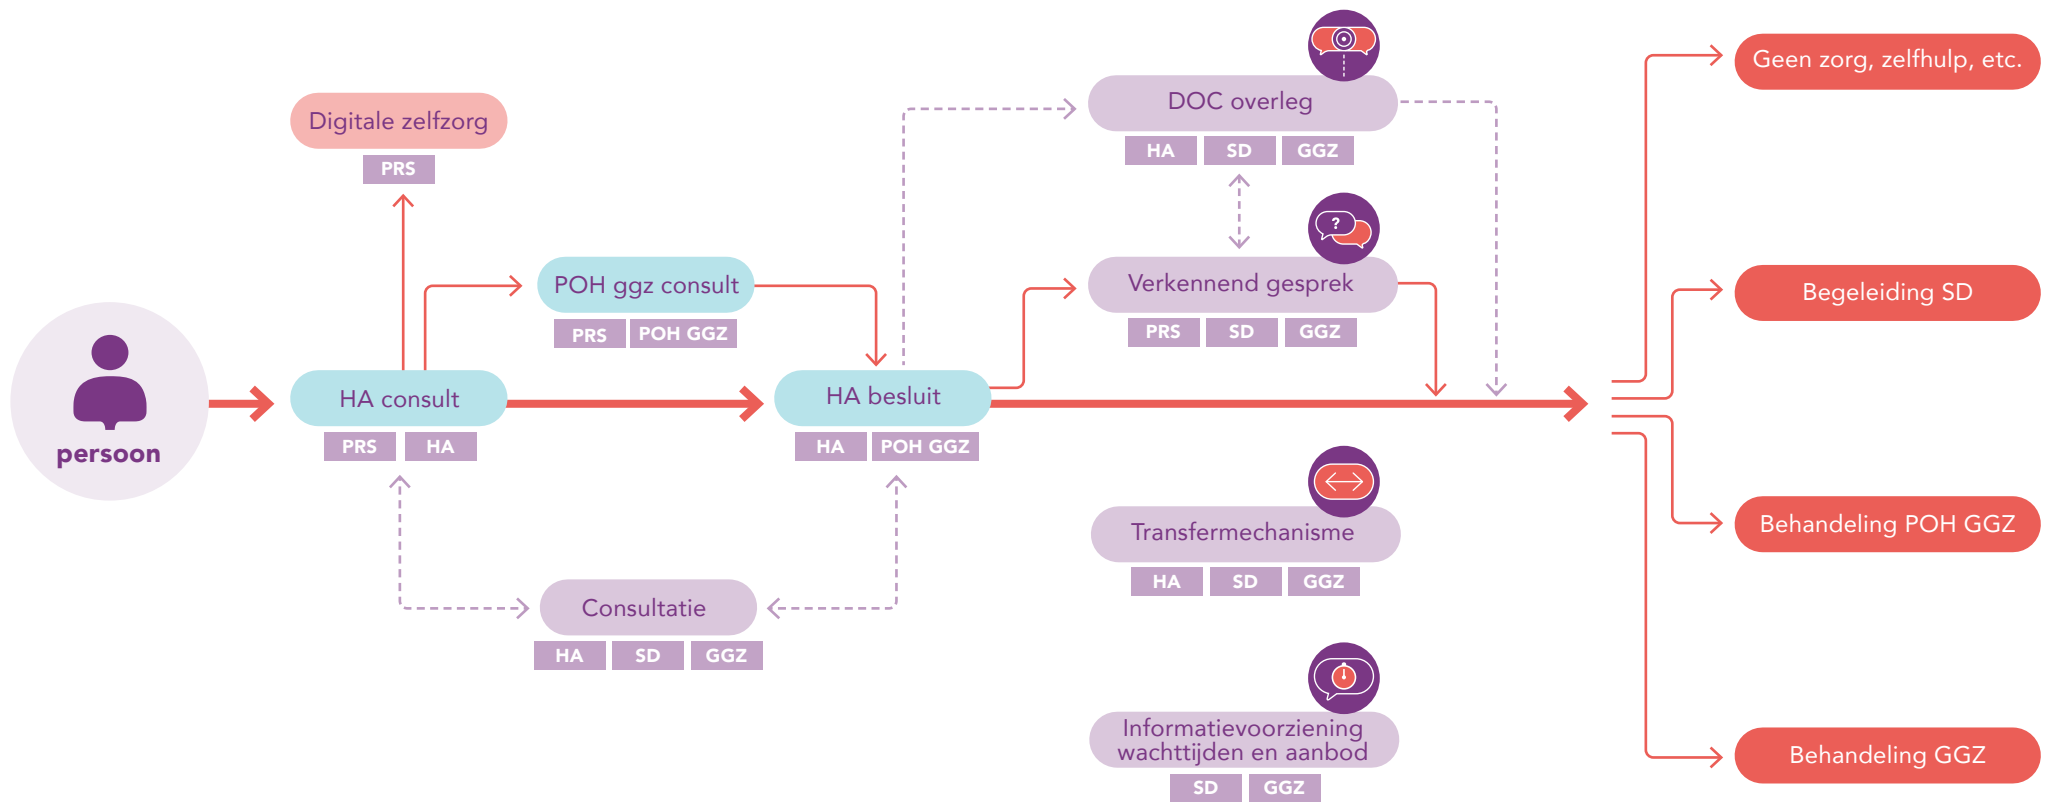 persoon
Digitale zelfzorg
PRS
POH ggz consult
PRS POH GGZ
HA consult
PRS HA
HA besluit
HA POH GGZ
Consultatie
HA SD GGZ
DOC overleg
HA SD GGZ
?
Verkennend gesprek
PRS SD GGZ
Transfermechanisme
HA SD GGZ
Informatievoorziening
wachttijden en aanbod
SD GGZ
Geen zorg, zelfhulp, etc.
Begeleiding SD
Behandeling POH GGZ
Behandeling GGZ